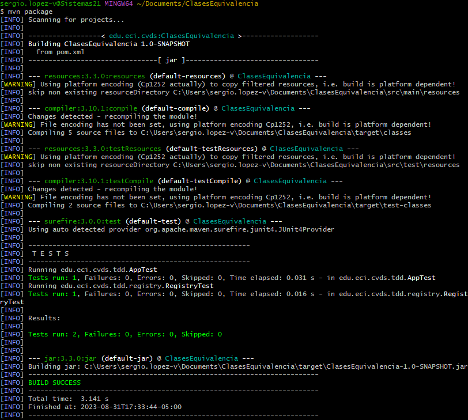 sergio.lopez-v@Sistemas21 MINGW64 ~/Documents/ClasesEquivalencia
$ mvn package
[INFO] Scanning for projects...
[INFO]
[INFO] -----------------< edu.eci.cvds:ClasesEquivalencia >------------------
[INFO] Building ClasesEquivalencia 1.0-SNAPSHOT
[INFO]   from pom.xml
[INFO] --------------------------------[ jar ]---------------------------------
[INFO]
[INFO] --- resources:3.3.0:resources (default-resources) @ ClasesEquivalencia ---
[WARNING] Using platform encoding (Cp1252 actually) to copy filtered resources, i.e. build is platform dependent!
[INFO] skip non existing resourceDirectory C:\Users\sergio.lopez-v\Documents\ClasesEquivalencia\src\main\resources
[INFO]
[INFO] --- compiler:3.10.1:compile (default-compile) @ ClasesEquivalencia ---
[INFO] Changes detected - recompiling the module!
[WARNING] File encoding has not been set, using platform encoding Cp1252, i.e. build is platform dependent!
[INFO] Compiling 5 source files to C:\Users\sergio.lopez-v\Documents\ClasesEquivalencia\target\classes
[INFO]
[INFO] --- resources:3.3.0:testResources (default-testResources) @ ClasesEquivalencia ---
[WARNING] Using platform encoding (Cp1252 actually) to copy filtered resources, i.e. build is platform dependent!
[INFO] skip non existing resourceDirectory C:\Users\sergio.lopez-v\Documents\ClasesEquivalencia\src\test\resources
[INFO]
[INFO] --- compiler:3.10.1:testCompile (default-testCompile) @ ClasesEquivalencia ---
[INFO] Changes detected - recompiling the module!
[WARNING] File encoding has not been set, using platform encoding Cp1252, i.e. build is platform dependent!
[INFO] Compiling 2 source files to C:\Users\sergio.lopez-v\Documents\ClasesEquivalencia\target\test-classes
[INFO]
[INFO] --- surefire:3.0.0:test (default-test) @ ClasesEquivalencia ---
[INFO] Using auto detected provider org.apache.maven.surefire.junit4.JUnit4Provider
[INFO]
[INFO] -------------------------------------------------------
[INFO]  T E S T S
[INFO] -------------------------------------------------------
[INFO] Running edu.eci.cvds.tdd.AppTest
[INFO] Tests run: 1, Failures: 0, Errors: 0, Skipped: 0, Time elapsed: 0.031 s - in edu.eci.cvds.tdd.AppTest
[INFO] Running edu.eci.cvds.tdd.registry.RegistryTest
[INFO] Tests run: 1, Failures: 0, Errors: 0, Skipped: 0, Time elapsed: 0.016 s - in edu.eci.cvds.tdd.registry.Regist
ryTest
[INFO]
[INFO] Results:
[INFO]
[INFO] Tests run: 2, Failures: 0, Errors: 0, Skipped: 0
[INFO]
[INFO]
[INFO] --- jar:3.3.0:jar (default-jar) @ ClasesEquivalencia ---
[INFO] Building jar: C:\Users\sergio.lopez-v\Documents\ClasesEquivalencia\target\ClasesEquivalencia-1.0-SNAPSHOT.jar
[INFO] ------------------------------------------------------------------------
[INFO] BUILD SUCCESS
[INFO] ------------------------------------------------------------------------
[INFO] Total time:  3.141 s
[INFO] Finished at: 2023-08-31T17:33:44-05:00
[INFO] ------------------------------------------------------------------------